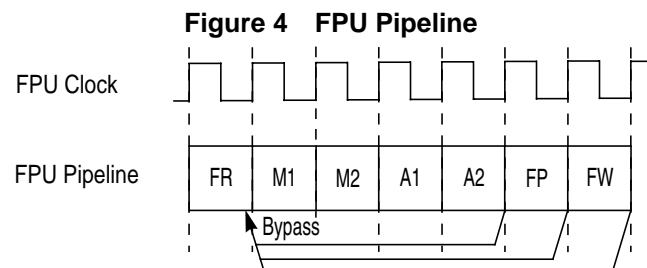 Figure 4 FPU Pipeline
FPU Clock
FPU Pipeline FR M1 M2 A1 A2 FP FW
Bypass